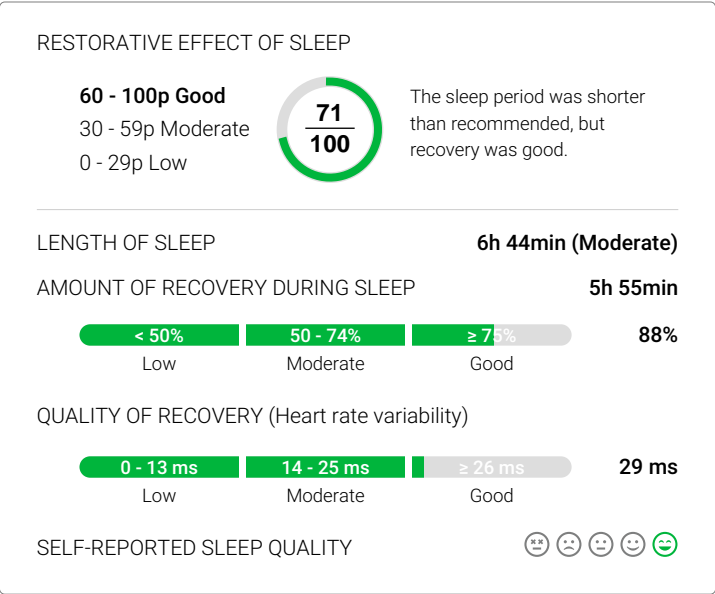 RESTORATIVE EFFECT OF SLEEP
60 - 100p Good
30 - 59p Moderate
0 - 29p Low
71
100
The sleep period was shorter
than recommended, but
recovery was good.
LENGTH OF SLEEP 6h 44min (Moderate)
AMOUNT OF RECOVERY DURING SLEEP 5h 55min
< 50% 50 - 74% ≥ 75% 88%
Low Moderate Good
QUALITY OF RECOVERY (Heart rate variability)
0 - 13 ms 14 - 25 ms ≥ 26 ms 29 ms
Low Moderate Good
SELF-REPORTED SLEEP QUALITY